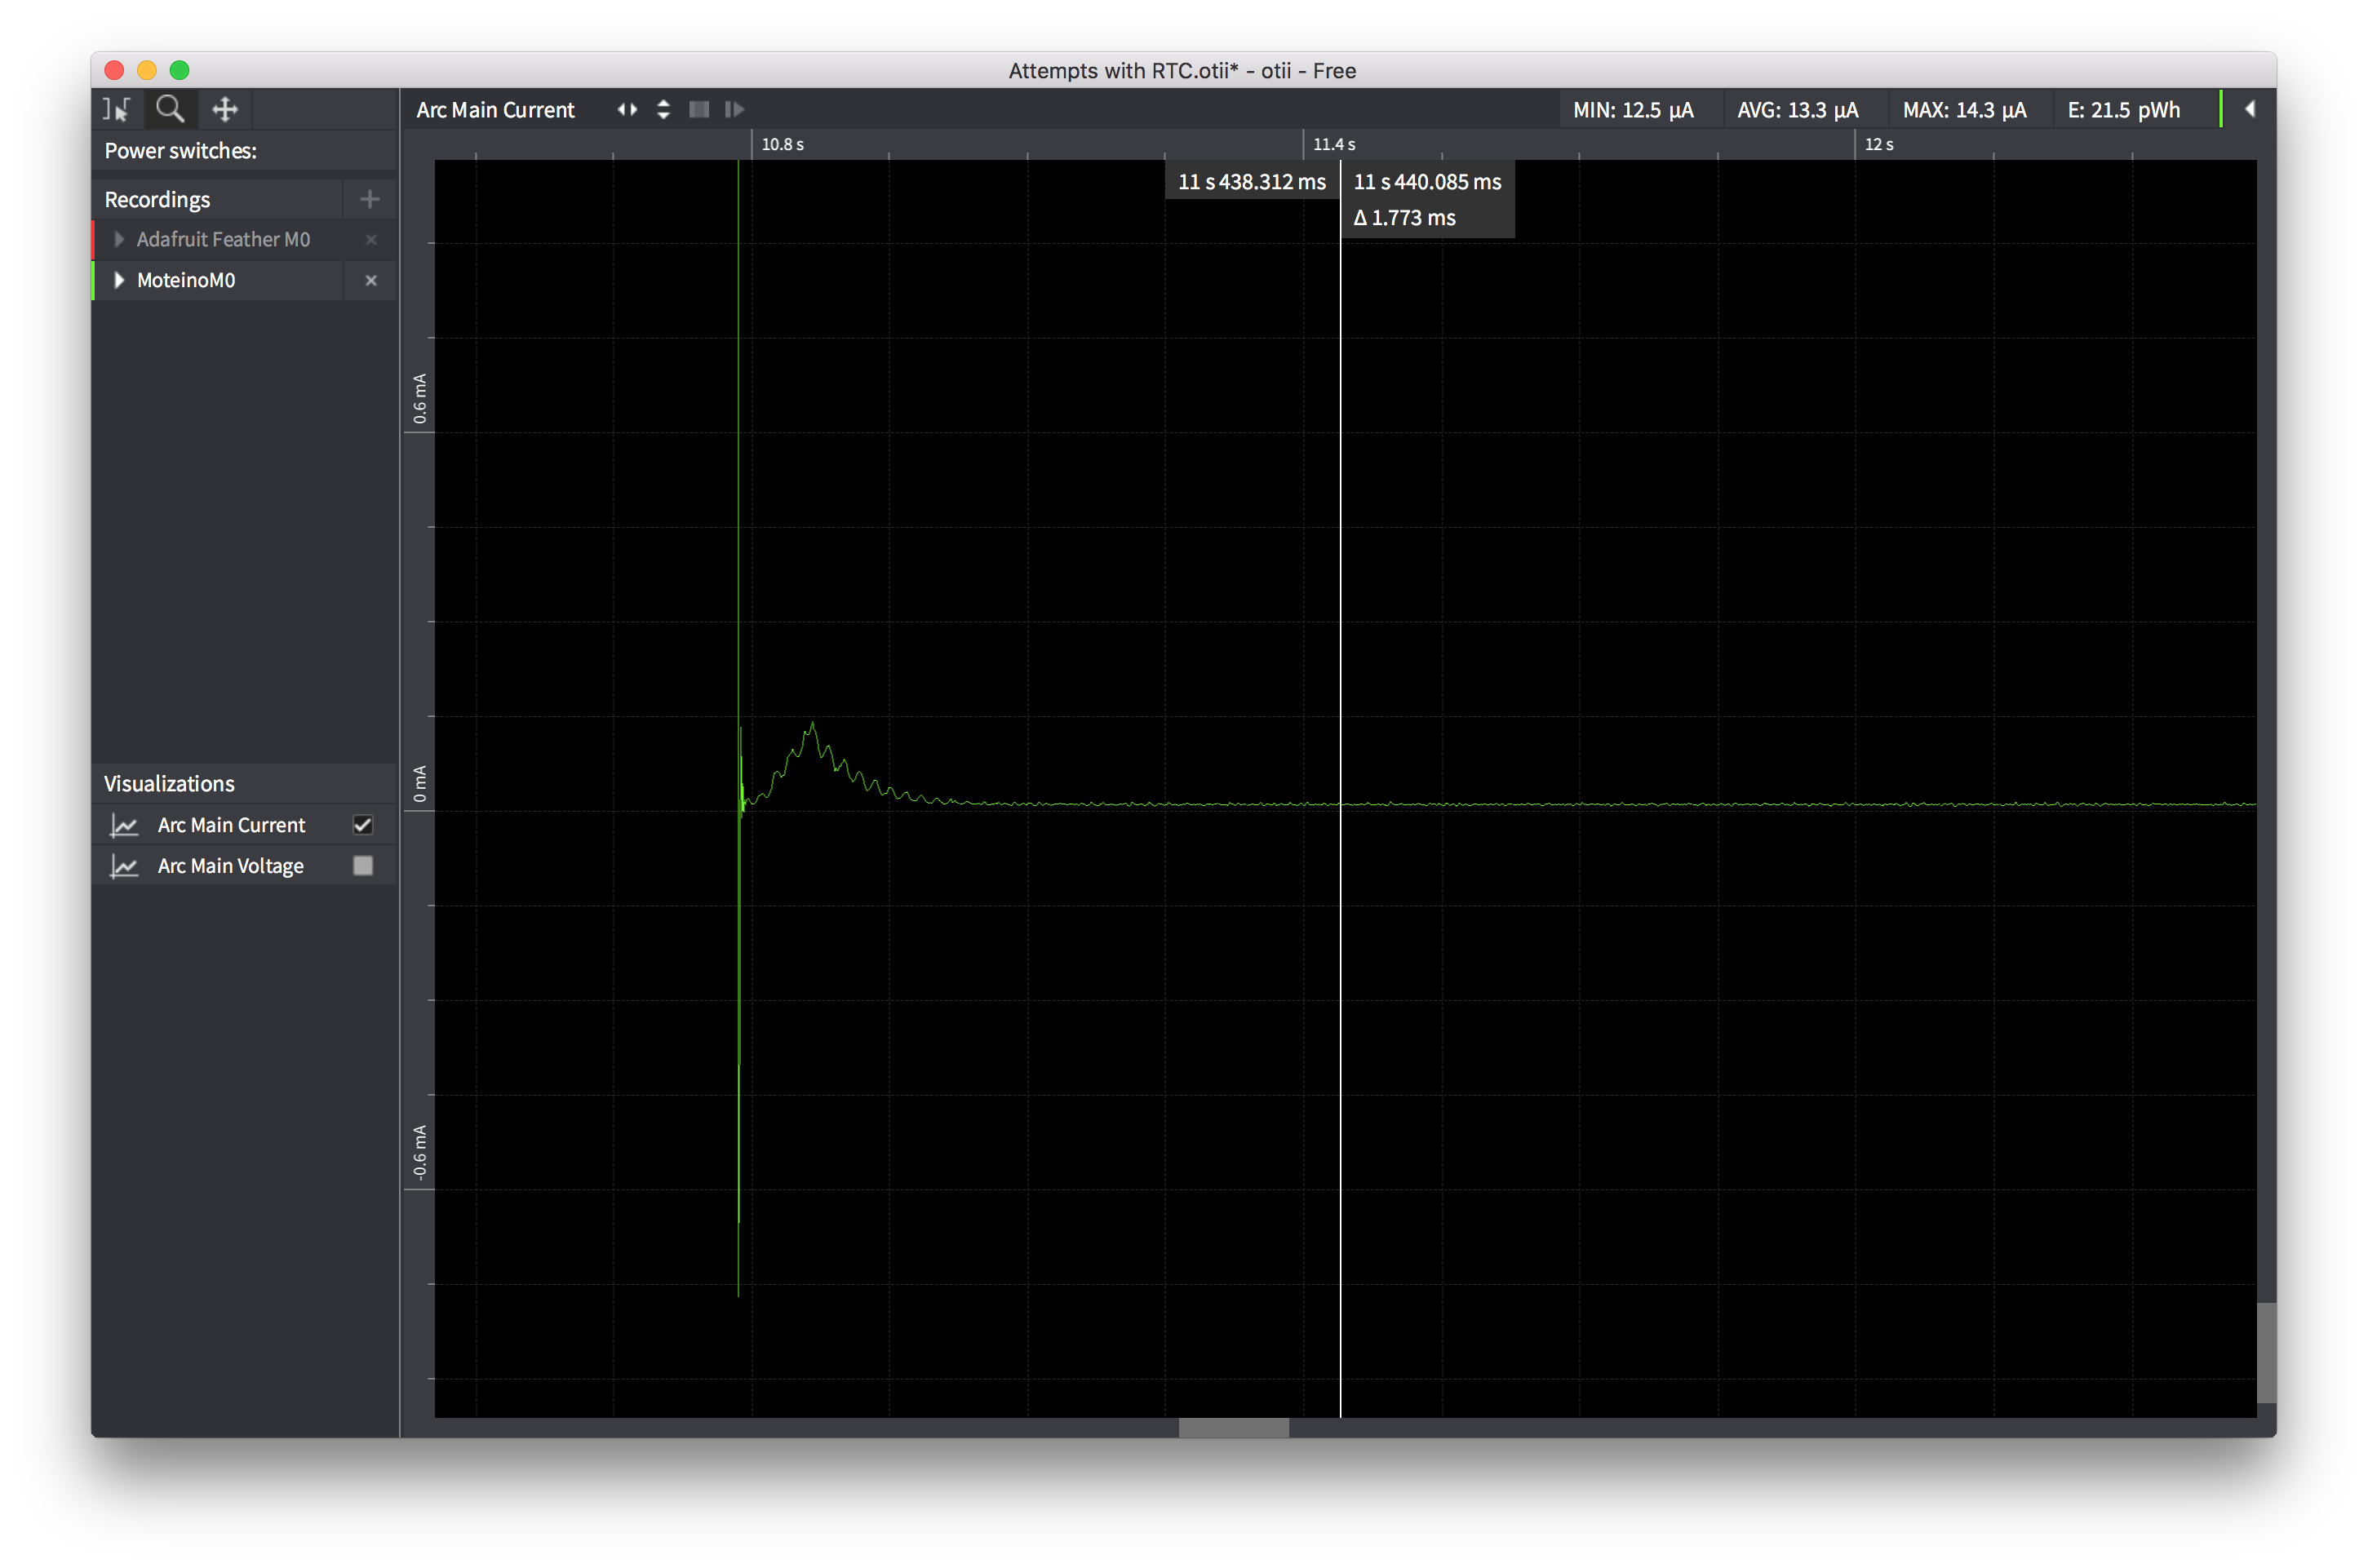 Attempts with RTC.otii* - otii - Free
Arc Main Current
MIN: 12.5 µA
AVG: 13.3 µA
MAX: 14.3 µA
E: 21.5 pWh
Power switches:
Recordings
Adafruit Feather M0
MoteinoM0
Visualizations
Arc Main Current
Arc Main Voltage
10.8 s
11.4 s
12 s
11 s 438.312 ms
11 s 440.085 ms
Δ 1.773 ms
0.6 mA
0 mA
-0.6 mA